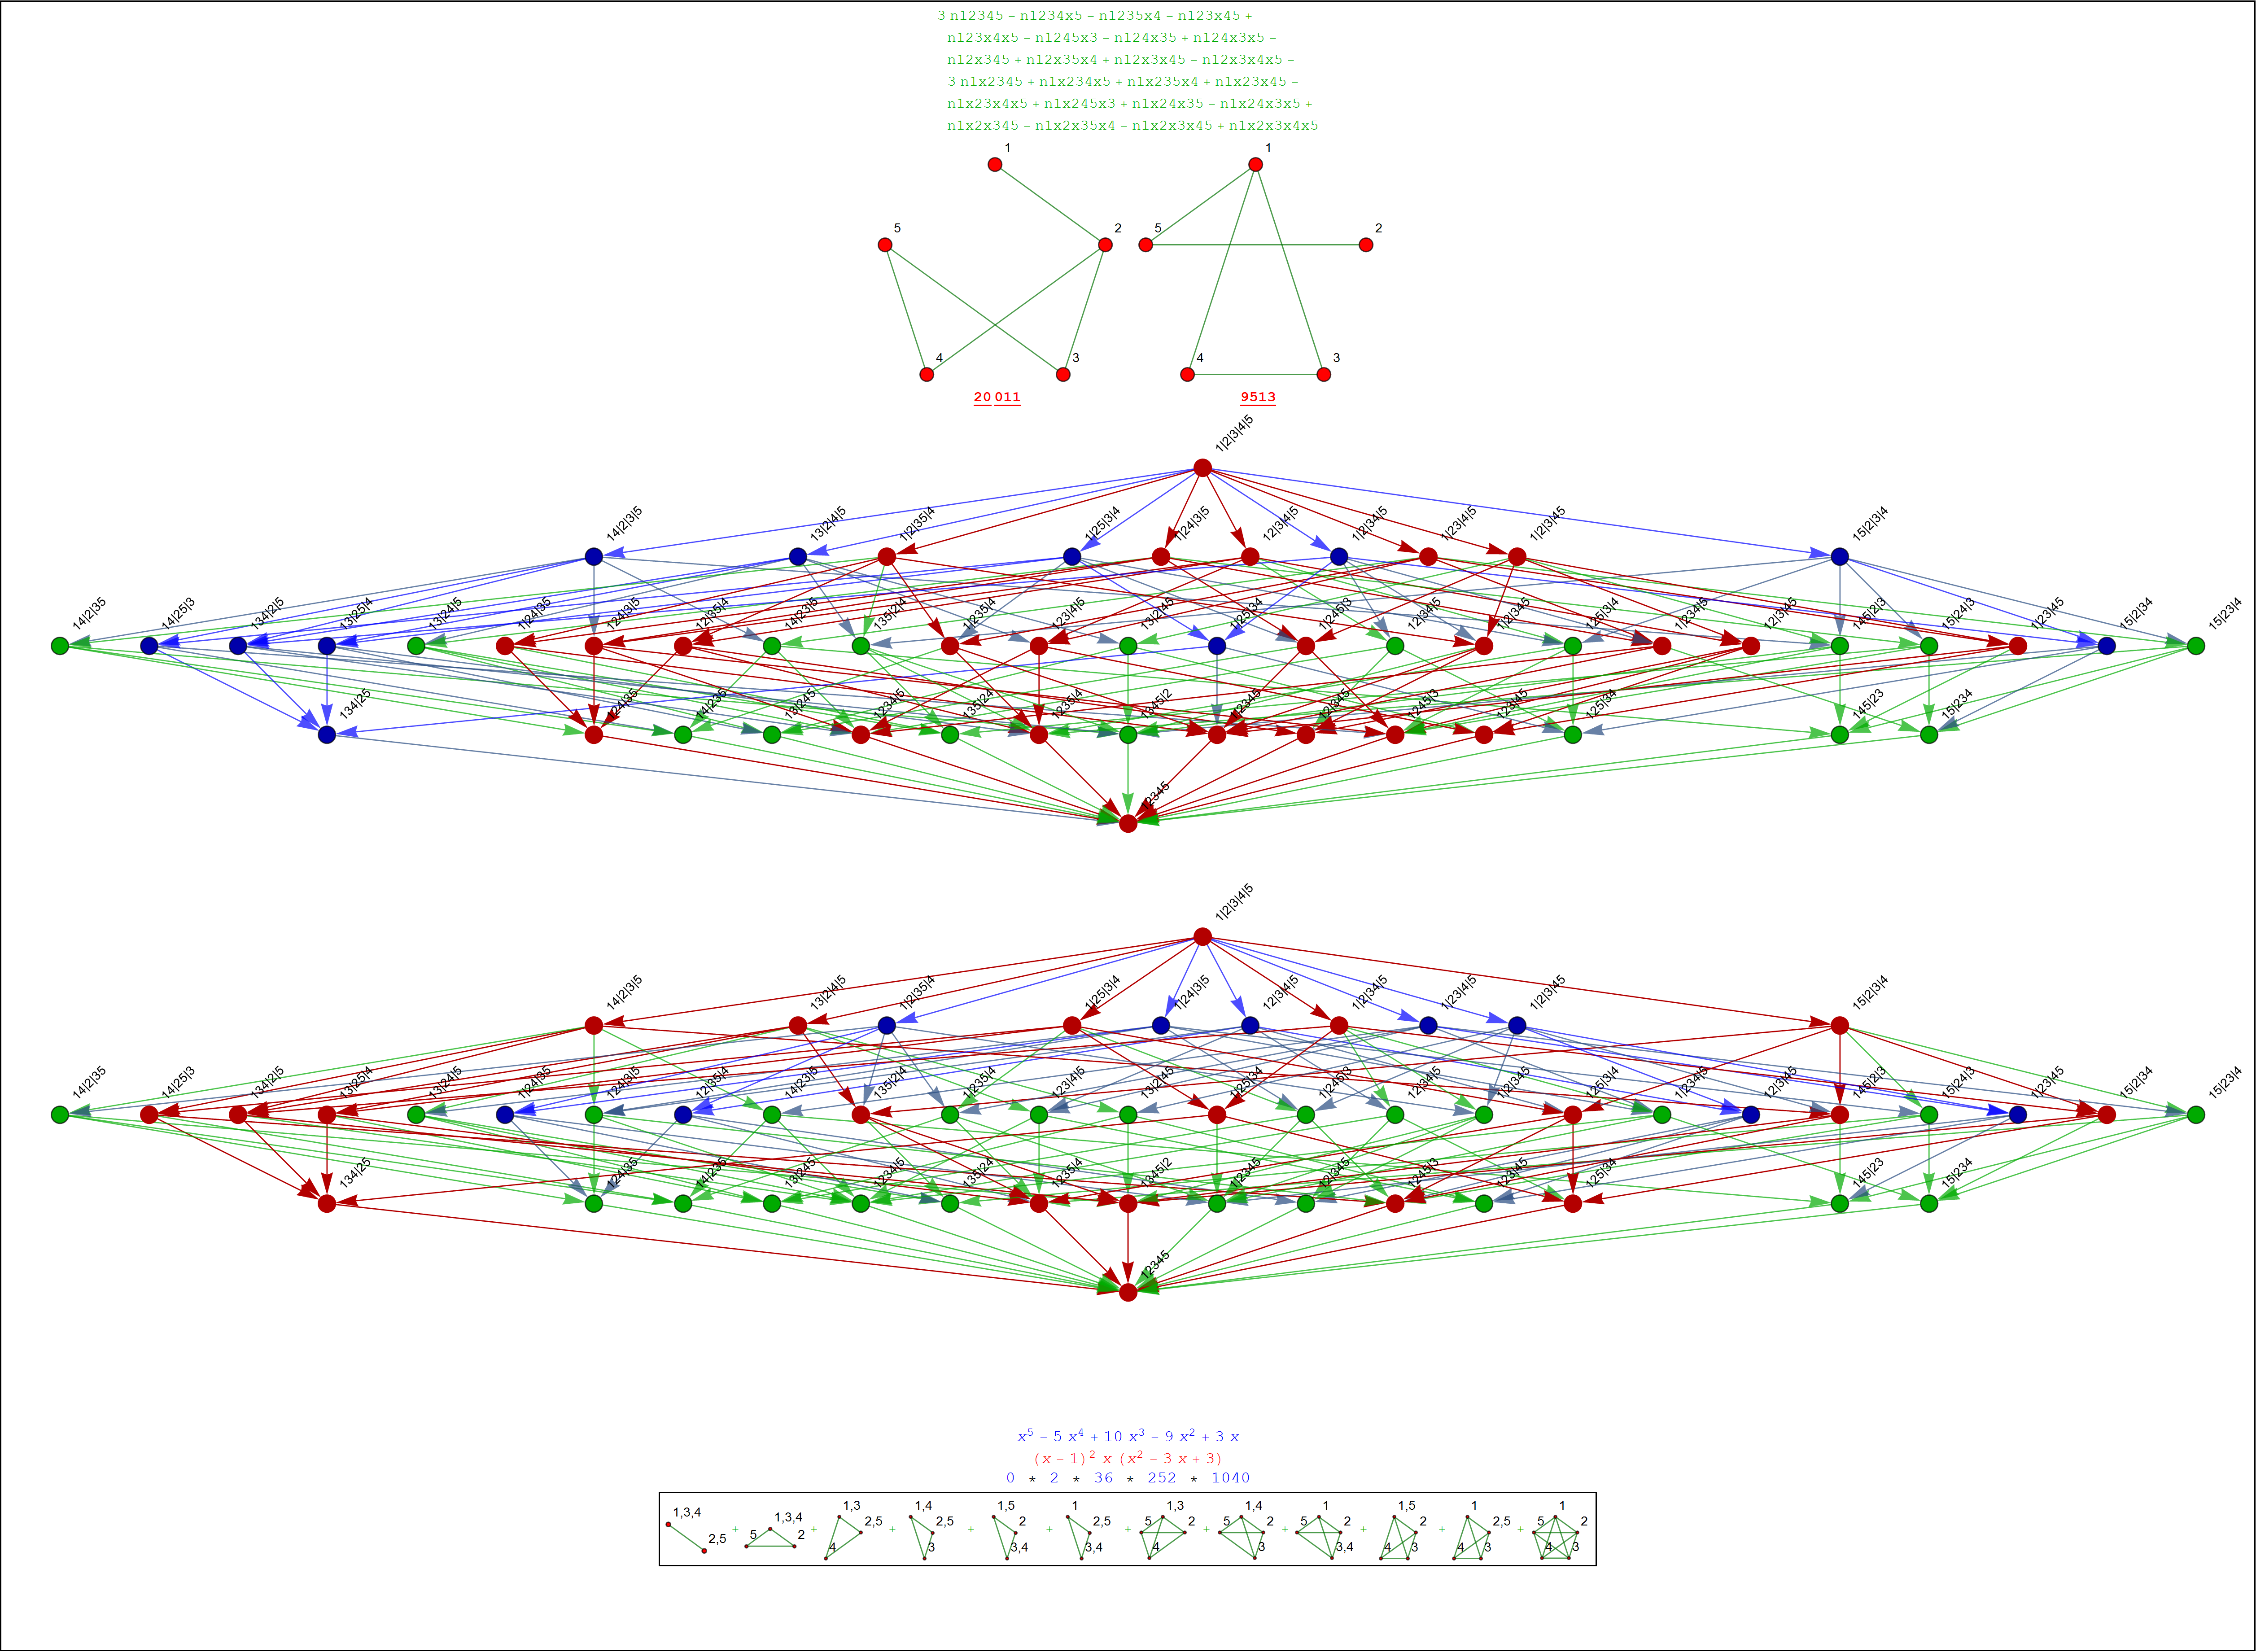 3 n12345 – n1234x5 – n1235x4 – n123x45 +
n123x4x5 – n1245x3 – n124x35 + n124x3x5 –
n12x345 + n12x35x4 + n12x3x45 – n12x3x4x5 –
3 n1x2345 + n1x234x5 + n1x235x4 + n1x23x45 –
n1x23x4x5 + n1x245x3 + n1x24x35 – n1x24x3x5 +
n1x2x345 – n1x2x35x4 – n1x2x3x45 + n1x2x3x4x5
1 1
5 2 5 2
4 3 4 3
20 011 9513
1|2|3|4|5
14|2|3|5 13|2|4|5 1|2|35|4 1|25|3|4 1|24|3|5 12|3|4|5 1|2|34|5 1|23|4|5 1|2|3|45 15|2|3|4
14|2|35 14|25|3 134|2|5 13|25|4 13|24|5 1|24|35 124|3|5 12|35|4 14|23|5 135|2|4 1|235|4 123|4|5 13|2|45 1|25|34 1|245|3 12|34|5 1|2|345 125|3|4 1|234|5 12|3|45 145|2|3 15|24|3 1|23|45 15|2|34 15|23|4
134|25 124|35 14|235 13|245 1234|5 135|24 1235|4 1345|2 1|2345 12|345 1245|3 123|45 125|34 145|23 15|234
12345
1|2|3|4|5
14|2|3|5 13|2|4|5 1|2|35|4 1|25|3|4 1|24|3|5 12|3|4|5 1|2|34|5 1|23|4|5 1|2|3|45 15|2|3|4
14|2|35 14|25|3 134|2|5 13|25|4 13|24|5 1|24|35 124|3|5 12|35|4 14|23|5 135|2|4 1|235|4 123|4|5 13|2|45 1|25|34 1|245|3 12|34|5 1|2|345 125|3|4 1|234|5 12|3|45 145|2|3 15|24|3 1|23|45 15|2|34 15|23|4
134|25 124|35 14|235 13|245 1234|5 135|24 1235|4 1345|2 1|2345 12|345 1245|3 123|45 125|34 145|23 15|234
12345
x⁵ – 5 x⁴ + 10 x³ – 9 x² + 3 x
(x – 1)² x (x² – 3 x + 3)
0 * 2 * 36 * 252 * 1040
1,3,4 2,5 + 1,3,4 5 2 + 1,3 2,5 4 + 1,4 2,5 3 + 1,5 2 3,4 + 1 2,5 3,4 + 1,3 5 2 4 + 1,4 5 2 3 + 1 5 2 3,4 + 1,5 2 4 3 + 1 2,5 4 3 + 1 5 2 4 3